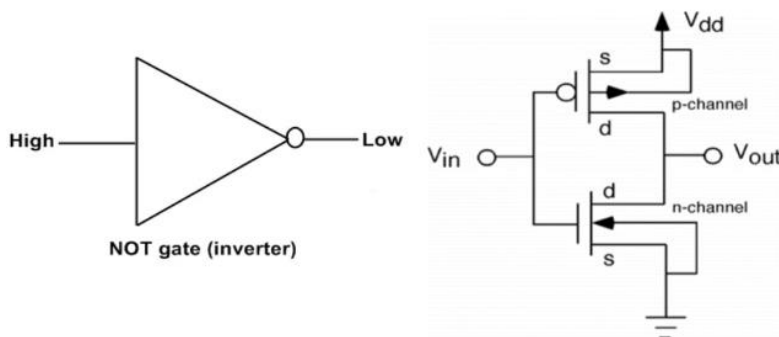 High
Low
NOT gate (inverter)
Vdd
s
p-channel
d
Vin
Vout
d
n-channel
s